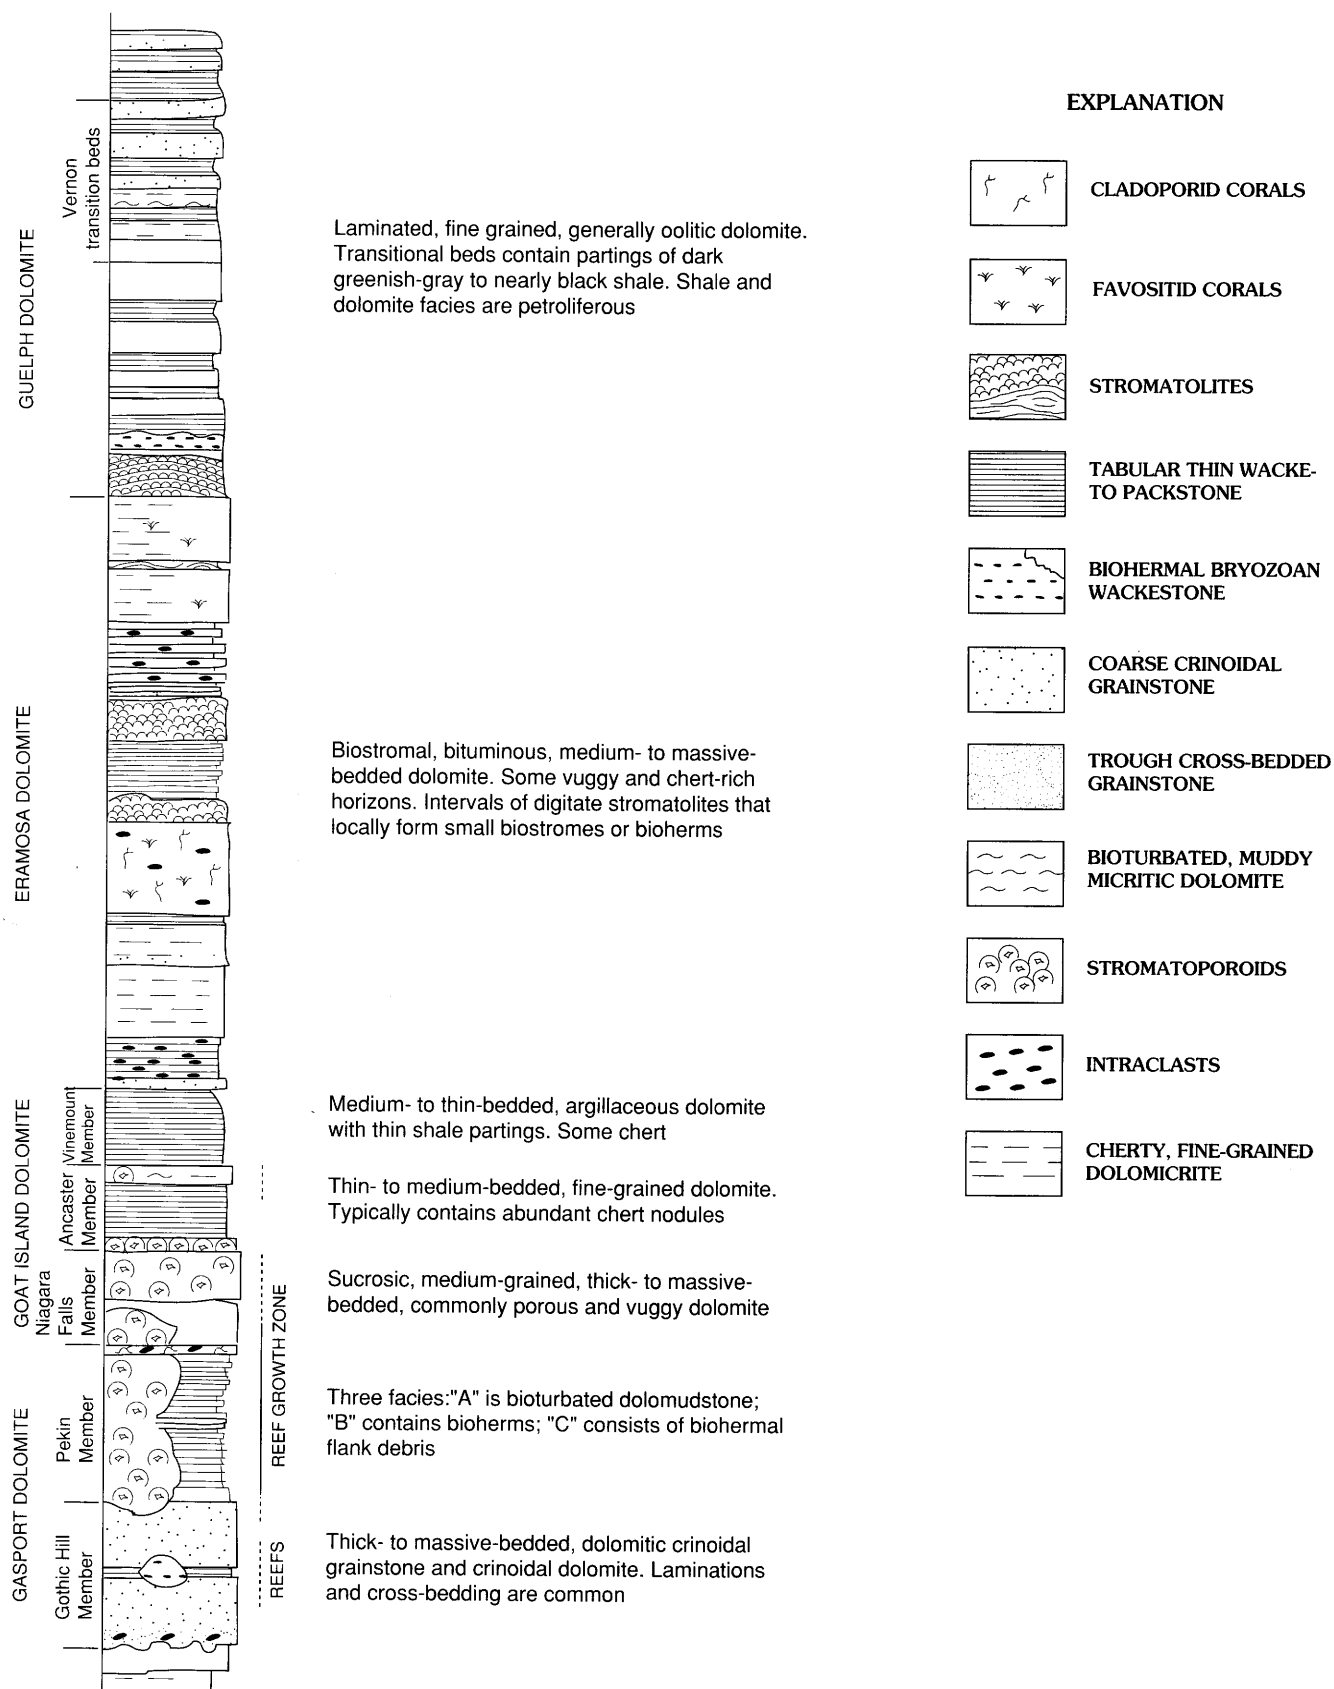 GUELPH DOLOMITE
Vernon
transition beds
Laminated, fine grained, generally oolitic dolomite.
Transitional beds contain partings of dark
greenish-gray to nearly black shale. Shale and
dolomite facies are petroliferous
ERAMOSA DOLOMITE
Biostromal, bituminous, medium- to massive-
bedded dolomite. Some vuggy and chert-rich
horizons. Intervals of digitate stromatolites that
locally form small biostromes or bioherms
GOAT ISLAND DOLOMITE
Vinemount
Member
Medium- to thin-bedded, argillaceous dolomite
with thin shale partings. Some chert
Ancaster
Member
Thin- to medium-bedded, fine-grained dolomite.
Typically contains abundant chert nodules
Niagara
Falls
Member
Sucrosic, medium-grained, thick- to massive-
bedded, commonly porous and vuggy dolomite
REEF GROWTH ZONE
GASPORT DOLOMITE
Pekin
Member
Three facies:"A" is bioturbated dolomudstone;
"B" contains bioherms; "C" consists of biohermal
flank debris
Gothic Hill
Member
REEFS
Thick- to massive-bedded, dolomitic crinoidal
grainstone and crinoidal dolomite. Laminations
and cross-bedding are common
EXPLANATION
CLADOPORID CORALS
FAVOSITID CORALS
STROMATOLITES
TABULAR THIN WACKE-
TO PACKSTONE
BIOHERMAL BRYOZOAN
WACKESTONE
COARSE CRINOIDAL
GRAINSTONE
TROUGH CROSS-BEDDED
GRAINSTONE
BIOTURBATED, MUDDY
MICRITIC DOLOMITE
STROMATOPOROIDS
INTRACLASTS
CHERTY, FINE-GRAINED
DOLOMICRITE